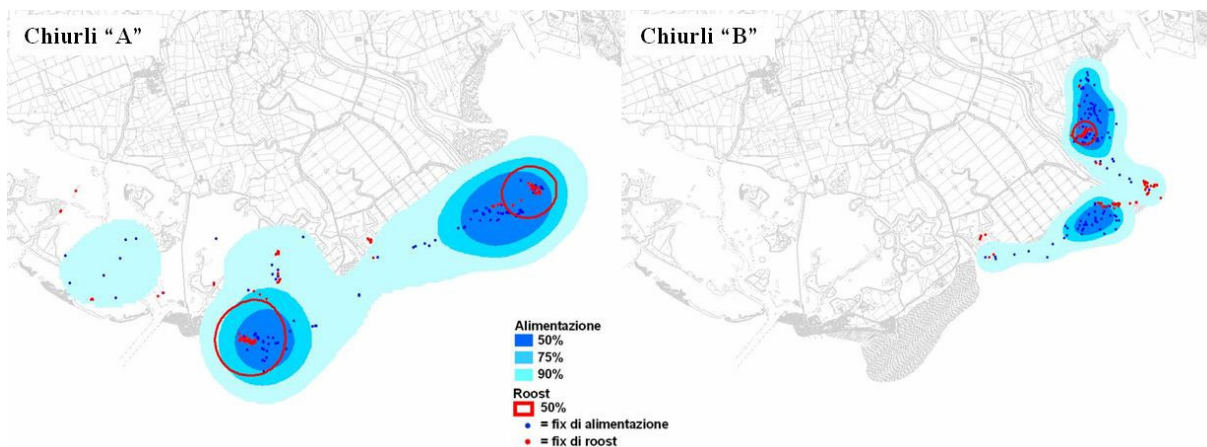 Chiurli “A”
Chiurli “B”
Alimentazione
50%
75%
90%
Roost
50%
= fix di alimentazione
= fix di roost